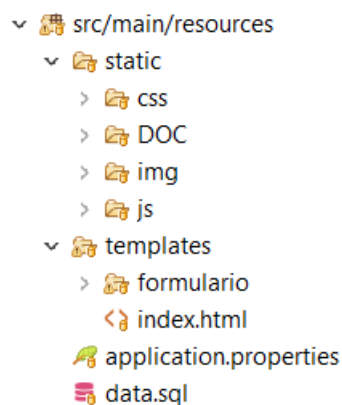 src/main/resources
static
css
DOC
img
js
templates
formulario
index.html
application.properties
data.sql